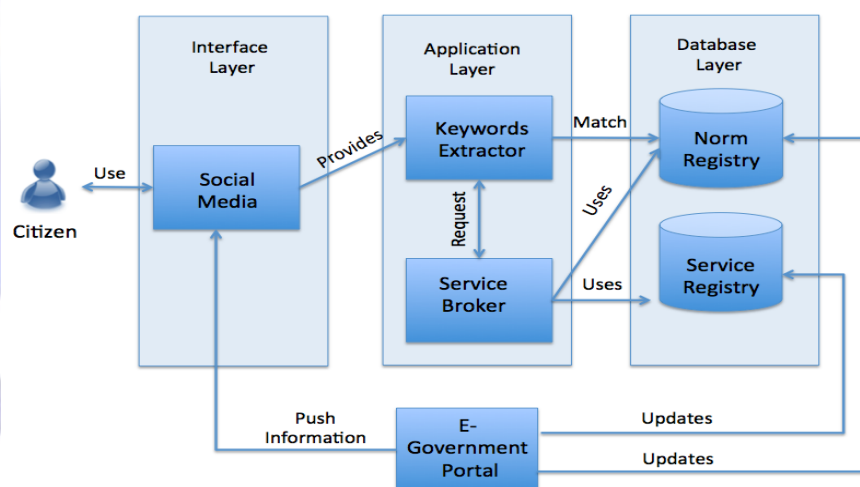 Interface
Layer
Application
Layer
Database
Layer
Citizen
Use
Social
Media
Provides
Keywords
Extractor
Match
Norm
Registry
Request
Uses
Service
Broker
Uses
Service
Registry
Push
Information
E-
Government
Portal
Updates
Updates